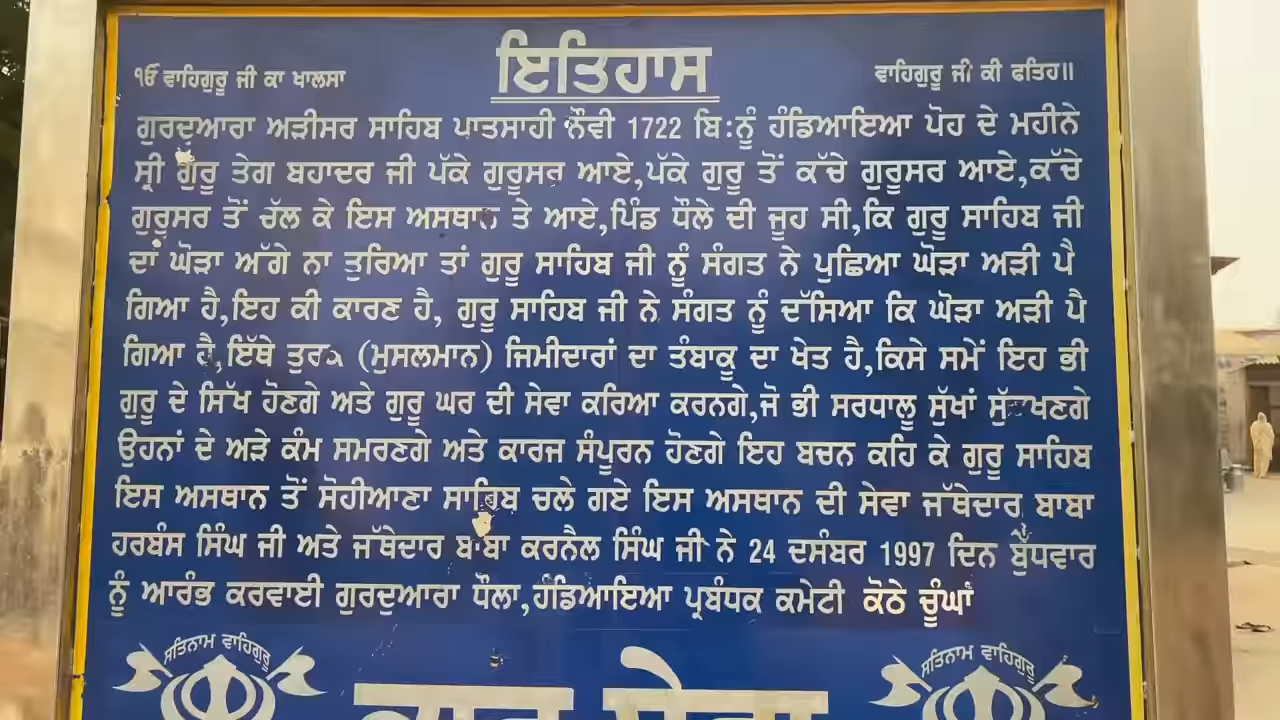 ੴ ਵਾਹਿਗੁਰੂ ਜੀ ਕਾ ਖਾਲਸਾ
ਇਤਿਹਾਸ
ਵਾਹਿਗੁਰੂ ਜੀ ਕੀ ਫਤਿਹ॥
ਗੁਰਦੁਆਰਾ ਅੜੀਸਰ ਸਾਹਿਬ ਪਾਤਸਾਹੀ ਨੌਵੀ 1722 ਬਿ:ਨੂੰ ਹੰਡਿਆਇਆ ਪੋਹ ਦੇ ਮਹੀਨੇ
ਸ੍ਰੀ ਗੁਰੂ ਤੇਗ ਬਹਾਦਰ ਜੀ ਪੱਕੇ ਗੁਰੂਸਰ ਆਏ,ਪੱਕੇ ਗੁਰੂ ਤੋਂ ਕੱਚੇ ਗੁਰੂਸਰ ਆਏ,ਕੱਚੇ
ਗੁਰੂਸਰ ਤੋਂ ਚੱਲ ਕੇ ਇਸ ਅਸਥਾਨ ਤੇ ਆਏ,ਪਿੰਡ ਧੌਲੇ ਦੀ ਜੂਹ ਸੀ,ਕਿ ਗੁਰੂ ਸਾਹਿਬ ਜੀ
ਦਾਂ ਘੋੜਾ ਅੱਗੇ ਨਾ ਤੁਰਿਆ ਤਾਂ ਗੁਰੂ ਸਾਹਿਬ ਜੀ ਨੂੰ ਸੰਗਤ ਨੇ ਪੁਛਿਆ ਘੋੜਾ ਅੜੀ ਪੈ
ਗਿਆ ਹੈ,ਇਹ ਕੀ ਕਾਰਣ ਹੈ, ਗੁਰੂ ਸਾਹਿਬ ਜੀ ਨੇ ਸੰਗਤ ਨੂੰ ਦੱਸਿਆ ਕਿ ਘੋੜਾ ਅੜੀ ਪੈ
ਗਿਆ ਹੈ,ਇੱਥੇ ਤੁਰਕ (ਮੁਸਲਮਾਨ) ਜਿਮੀਦਾਰਾਂ ਦਾ ਤੰਬਾਕੂ ਦਾ ਖੇਤ ਹੈ,ਕਿਸੇ ਸਮੇਂ ਇਹ ਭੀ
ਗੁਰੂ ਦੇ ਸਿੱਖ ਹੋਣਗੇ ਅਤੇ ਗੁਰੂ ਘਰ ਦੀ ਸੇਵਾ ਕਰਿਆ ਕਰਨਗੇ,ਜੋ ਭੀ ਸਰਧਾਲੂ ਸੁੱਖਾਂ
ਉਹਨਾਂ ਦੇ ਅੜੇ ਕੰਮ ਸਮਰਣਗੇ ਅਤੇ ਕਾਰਜ ਸੰਪੂਰਨ ਹੋਣਗੇ ਇਹ ਬਚਨ ਕਹਿ ਕੇ ਗੁਰੂ ਸਾਹਿਬ
ਇਸ ਅਸਥਾਨ ਤੋਂ ਸੋਹੀਆਣਾ ਸਾਹਿਬ ਚਲੇ ਗਏ ਇਸ ਅਸਥਾਨ ਦੀ ਸੇਵਾ ਜੱਥੇਦਾਰ ਬਾਬਾ
ਹਰਬੰਸ ਸਿੰਘ ਜੀ ਅਤੇ ਜੱਥੇਦਾਰ ਬਾਬਾ ਕਰਨੈਲ ਸਿੰਘ ਜੀ ਨੇ 24 ਦਸੰਬਰ 1997 ਦਿਨ ਬੁੱਧਵਾਰ
ਨੂੰ ਆਰੰਭ ਕਰਵਾਈ ਗੁਰਦੁਆਰਾ ਧੌਲਾ,ਹੰਡਿਆਇਆ ਪ੍ਰਬੰਧਕ ਕਮੇਟੀ ਕੋਠੇ ਚੂੰਘਾਂ
ਸਤਿਨਾਮ ਵਾਹਿਗੁਰੂ
ਸਤਿਨਾਮ ਵਾਹਿਗੁਰੂ